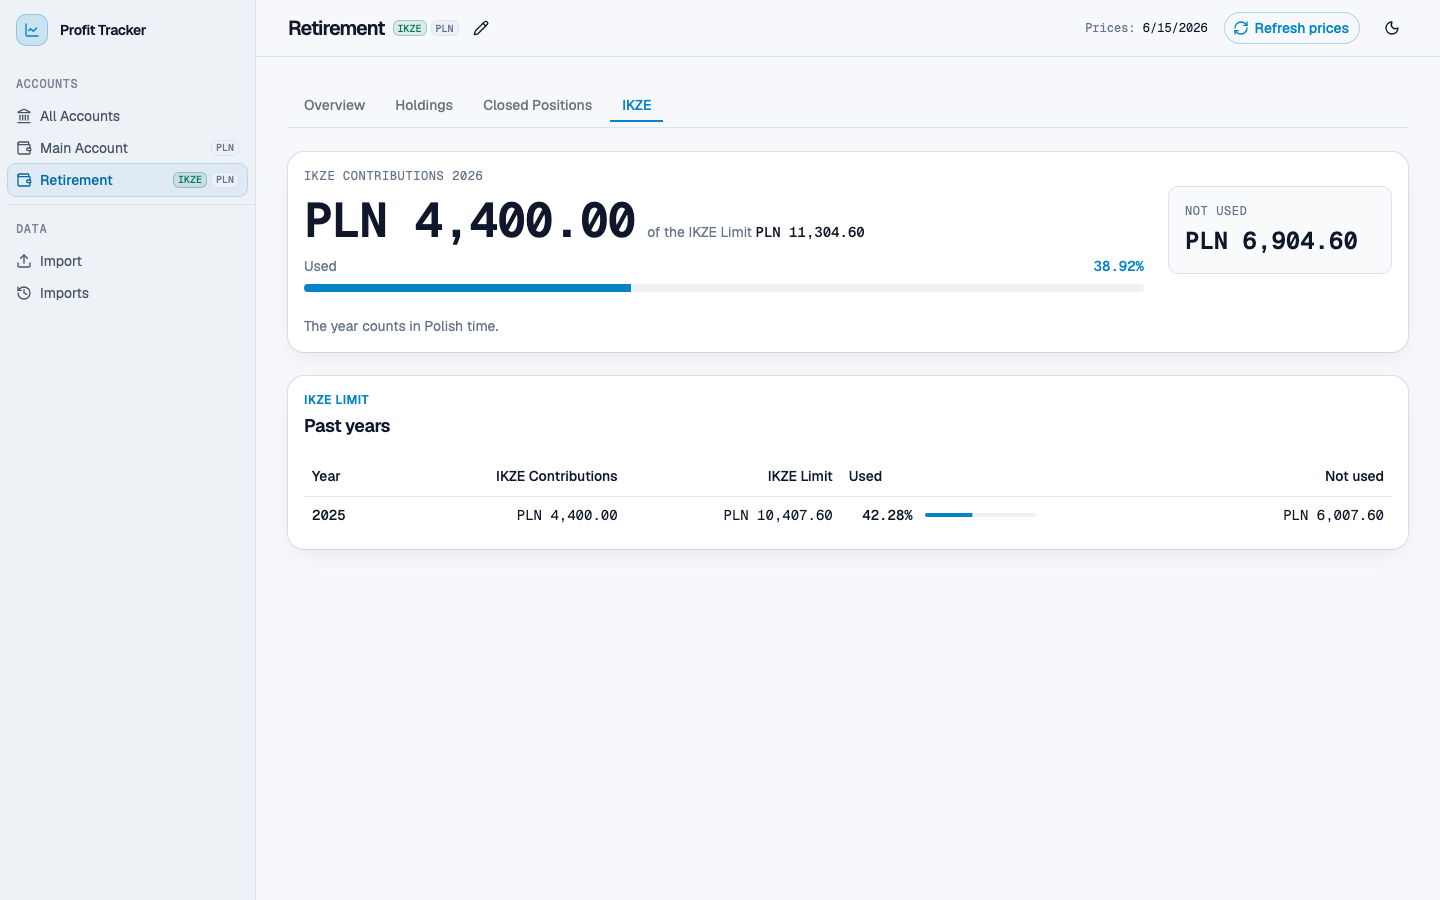 Profit Tracker
ACCOUNTS
All Accounts
Main Account PLN
Retirement IKZE PLN
DATA
Import
Imports
Retirement IKZE PLN
Prices: 6/15/2026
Refresh prices
Overview Holdings Closed Positions IKZE
IKZE CONTRIBUTIONS 2026
PLN 4,400.00 of the IKZE Limit PLN 11,304.60
Used 38.92%
The year counts in Polish time.
NOT USED
PLN 6,904.60
IKZE LIMIT
Past years
Year IKZE Contributions IKZE Limit Used Not used
2025 PLN 4,400.00 PLN 10,407.60 42.28% PLN 6,007.60